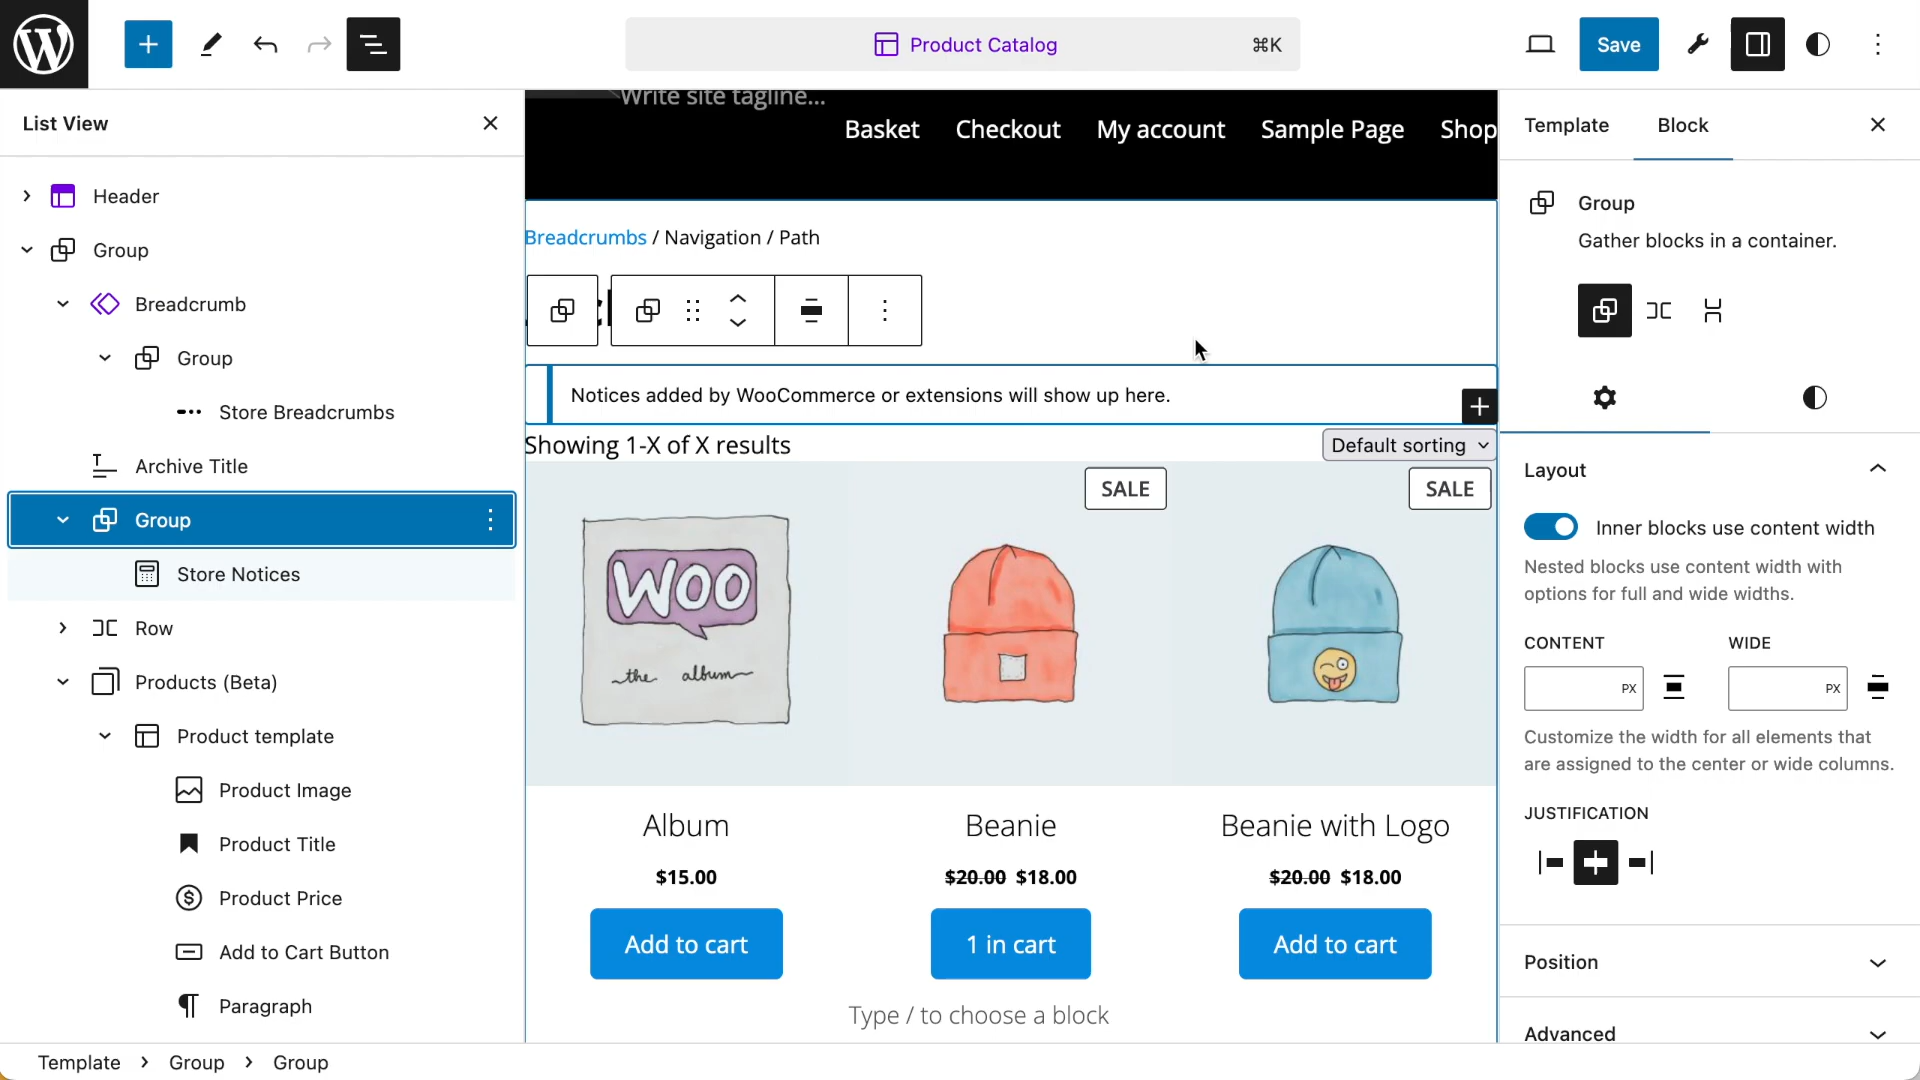 Product Catalog
⌘K
Save
List View
Header
Group
Breadcrumb
Group
Store Breadcrumbs
Archive Title
Group
Store Notices
Row
Products (Beta)
Product template
Product Image
Product Title
Product Price
Add to Cart Button
Paragraph
Write site tagline...
Basket Checkout My account Sample Page Shop
Breadcrumbs / Navigation / Path
Notices added by WooCommerce or extensions will show up here.
Showing 1-X of X results
Default sorting
SALE
SALE
WOO
the album
Album
Beanie
Beanie with Logo
$15.00
$20.00 $18.00
$20.00 $18.00
Add to cart
1 in cart
Add to cart
Type / to choose a block
Template
Block
Group
Gather blocks in a container.
Layout
Inner blocks use content width
Nested blocks use content width with
options for full and wide widths.
CONTENT
WIDE
PX
PX
Customize the width for all elements that
are assigned to the center or wide columns.
JUSTIFICATION
Position
Advanced
Template > Group > Group